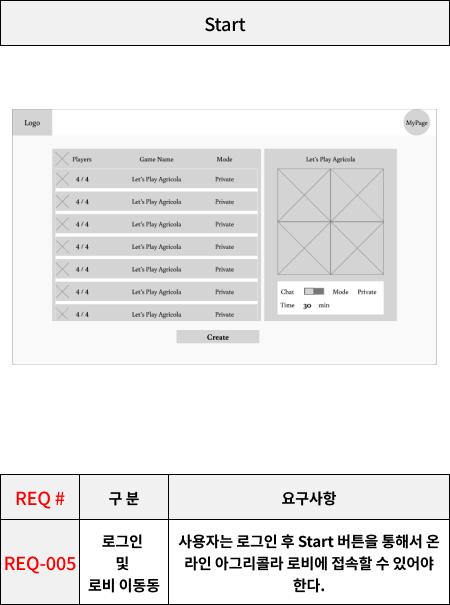 Start
Logo
MyPage
Players Game Name Mode
4 / 4 Let's Play Agricola Private
4 / 4 Let's Play Agricola Private
4 / 4 Let's Play Agricola Private
4 / 4 Let's Play Agricola Private
4 / 4 Let's Play Agricola Private
4 / 4 Let's Play Agricola Private
4 / 4 Let's Play Agricola Private
Let's Play Agricola
Chat Mode Private
Time 30 min
Create
REQ # 구 분 요구사항
REQ-005
로그인
및
로비 이동동
사용자는 로그인 후 Start 버튼을 통해서 온
라인 아그리콜라 로비에 접속할 수 있어야
한다.